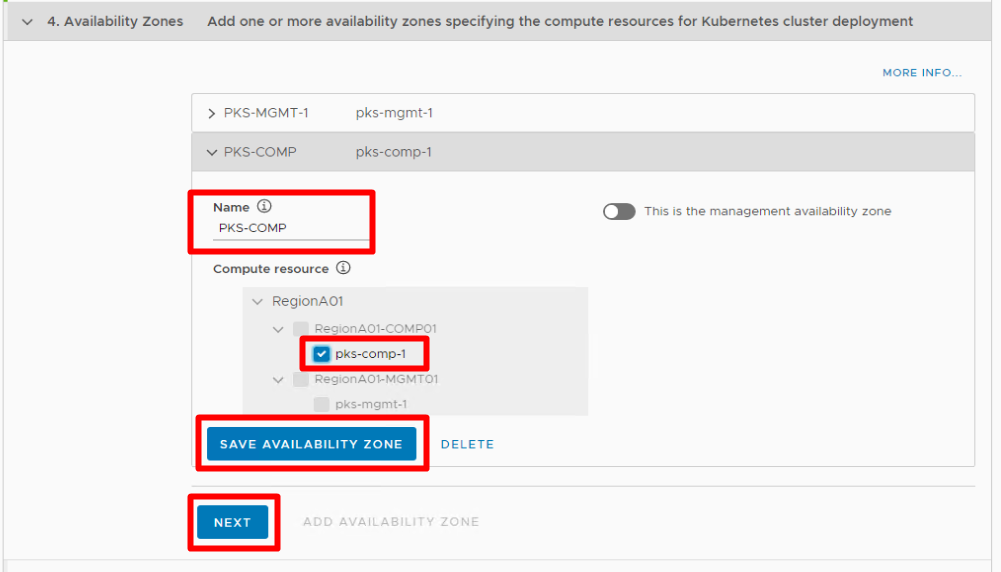 4. Availability Zones Add one or more availability zones specifying the compute resources for Kubernetes cluster deployment
MORE INFO...
PKS-MGMT-1 pks-mgmt-1
PKS-COMP pks-comp-1
Name
This is the management availability zone
PKS-COMP
Compute resource
RegionA01
RegionA01-COMP01
pks-comp-1
RegionA01-MGMT01
pks-mgmt-1
SAVE AVAILABILITY ZONE DELETE
NEXT ADD AVAILABILITY ZONE